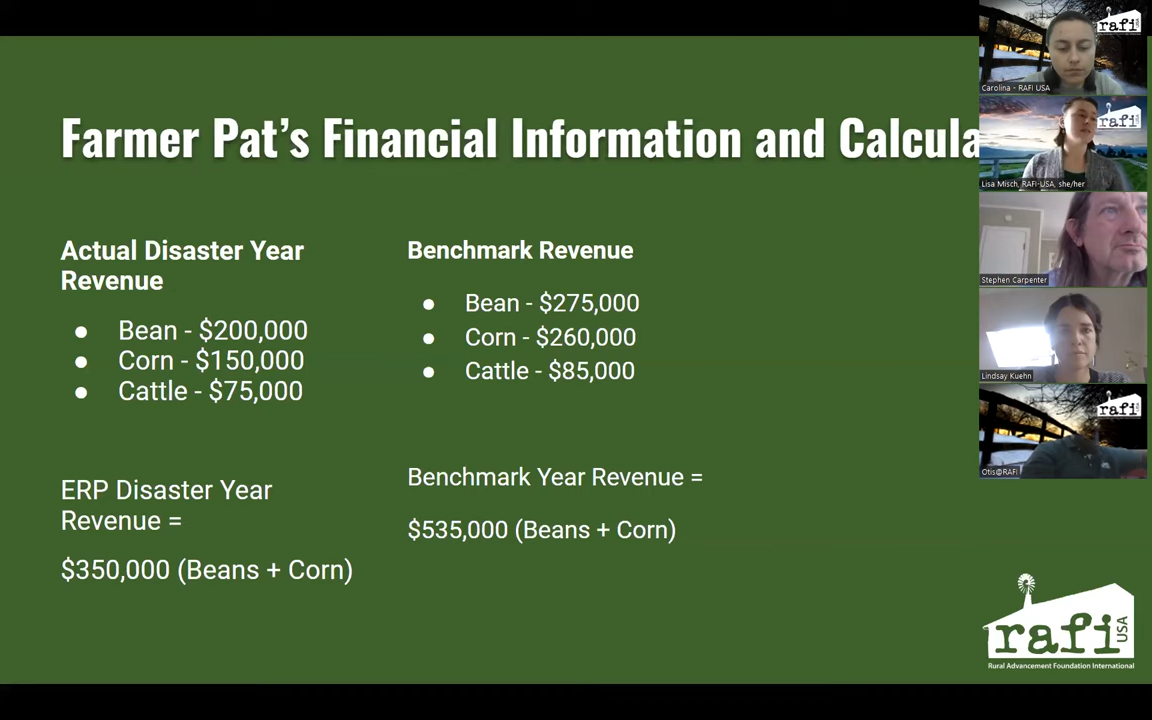 Farmer Pat's Financial Information and Calcula
Actual Disaster Year
Revenue
● Bean - $200,000
● Corn - $150,000
● Cattle - $75,000
ERP Disaster Year
Revenue =
$350,000 (Beans + Corn)
Benchmark Revenue
● Bean - $275,000
● Corn - $260,000
● Cattle - $85,000
Benchmark Year Revenue =
$535,000 (Beans + Corn)
rafi
Carolina - RAFI USA
rafi
Lisa Misch, RAFI-USA, she/her
Stephen Carpenter
Lindsay Kuehn
rafi
Otis@RAFI
rafi USA
Rural Advancement Foundation International